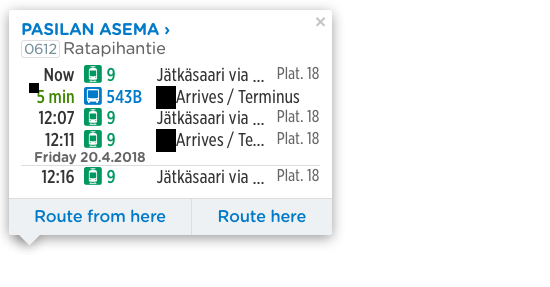 PASILAN ASEMA ›
0612 Ratapihantie
Now 9 Jätkäsaari via ... Plat. 18
5 min 543B Arrives / Terminus
12:07 9 Jätkäsaari via ... Plat. 18
12:11 9 Arrives / Te... Plat. 18
Friday 20.4.2018
12:16 9 Jätkäsaari via ... Plat. 18
Route from here Route here